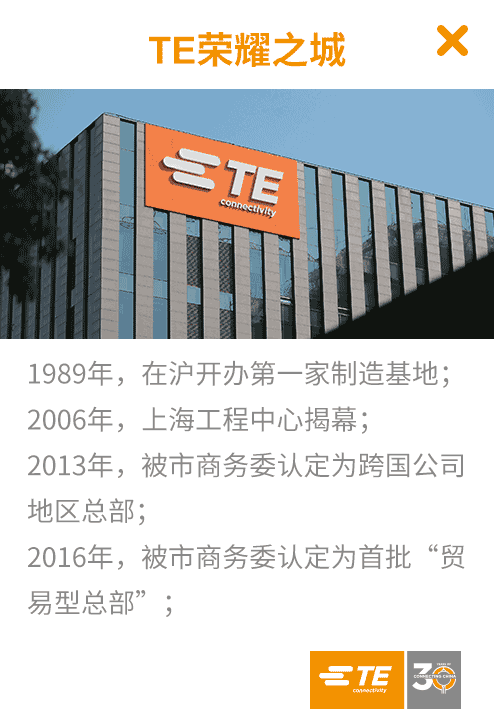 TE荣耀之城
TE
connectivity
1989年，在沪开办第一家制造基地；
2006年，上海工程中心揭幕；
2013年，被市商务委认定为跨国公司
地区总部；
2016年，被市商务委认定为首批“贸
易型总部”；
TE
connectivity
30
YEARS OF
CONNECTING CHINA